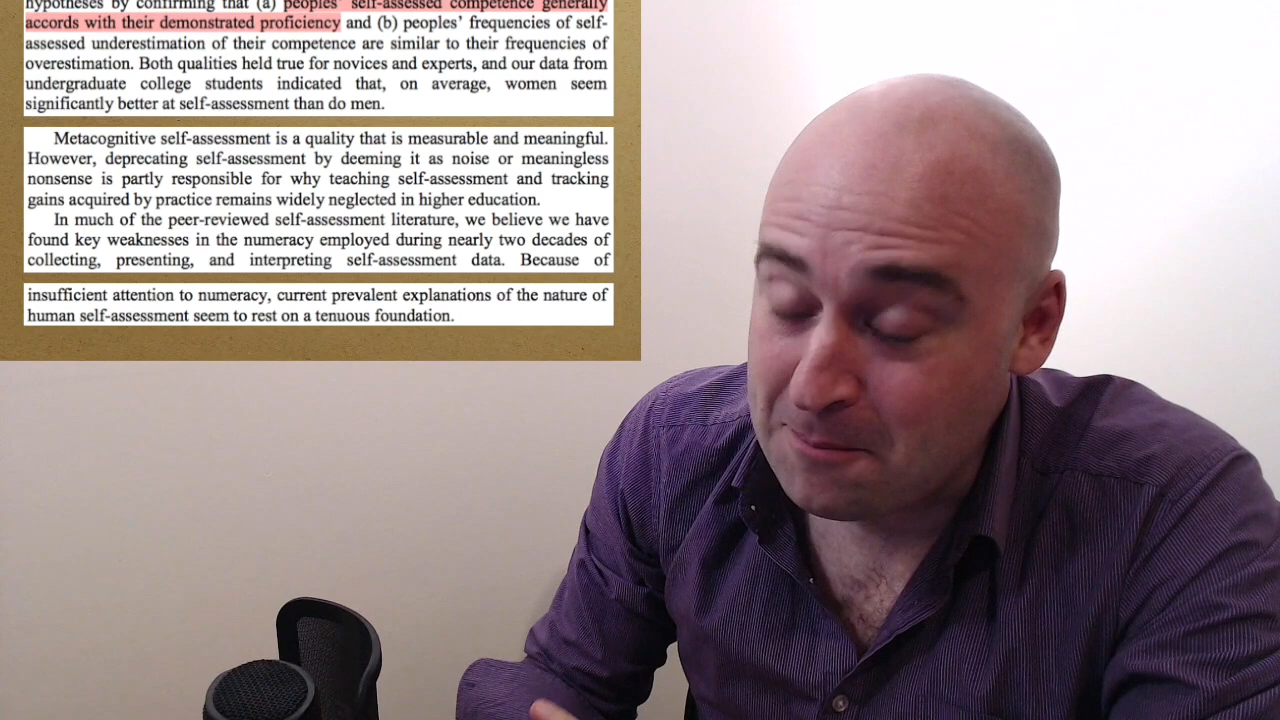 hypotheses by confirming that (a) peoples' self-assessed competence generally
accords with their demonstrated proficiency and (b) peoples' frequencies of self-
assessed underestimation of their competence are similar to their frequencies of
overestimation. Both qualities held true for novices and experts, and our data from
undergraduate college students indicated that, on average, women seem
significantly better at self-assessment than do men.
Metacognitive self-assessment is a quality that is measurable and meaningful.
However, deprecating self-assessment by deeming it as noise or meaningless
nonsense is partly responsible for why teaching self-assessment and tracking
gains acquired by practice remains widely neglected in higher education.
In much of the peer-reviewed self-assessment literature, we believe we have
found key weaknesses in the numeracy employed during nearly two decades of
collecting, presenting, and interpreting self-assessment data. Because of
insufficient attention to numeracy, current prevalent explanations of the nature of
human self-assessment seem to rest on a tenuous foundation.